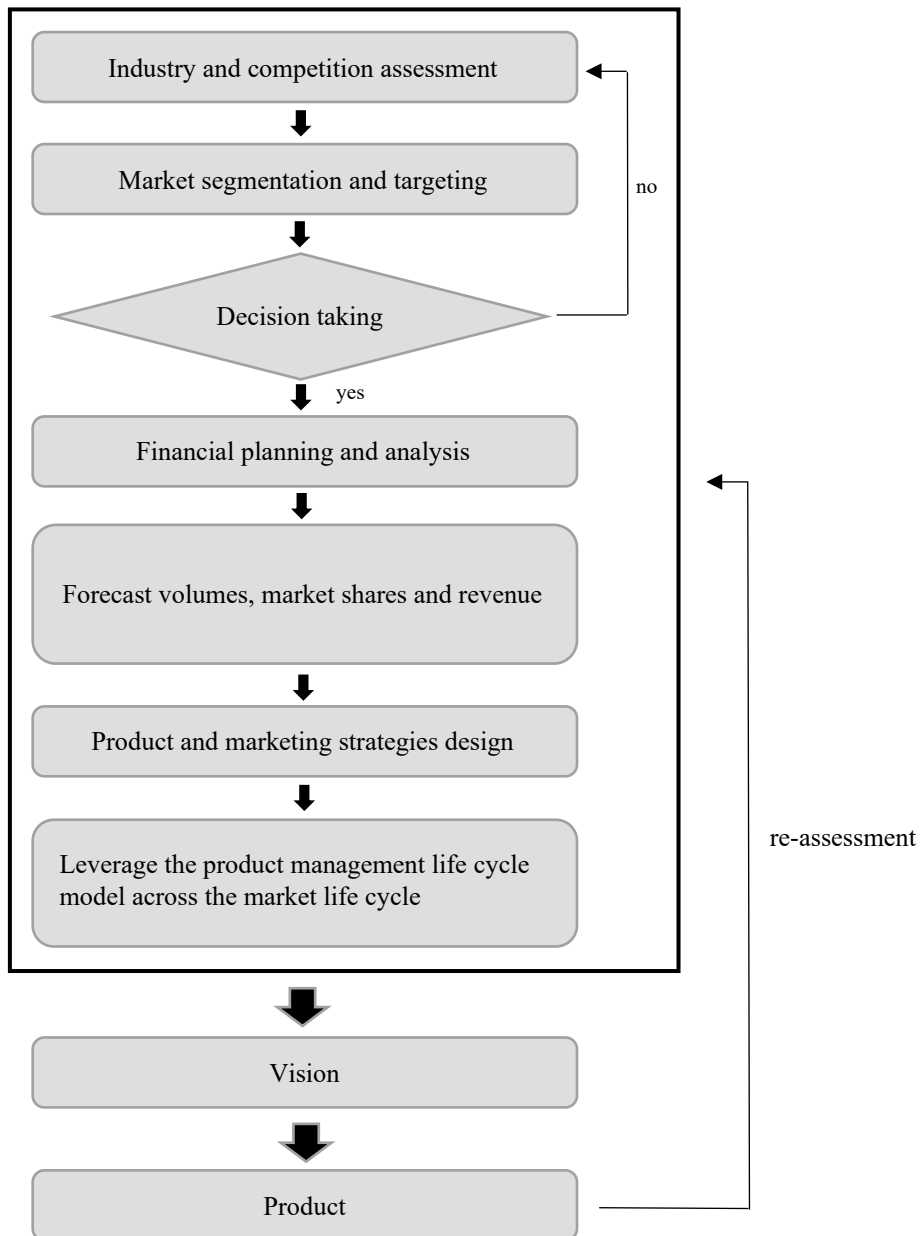 Industry and competition assessment
Market segmentation and targeting
no
Decision taking
yes
Financial planning and analysis
Forecast volumes, market shares and revenue
Product and marketing strategies design
re-assessment
Leverage the product management life cycle
model across the market life cycle
Vision
Product